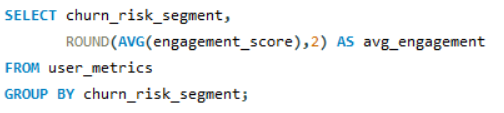 SELECT churn_risk_segment,
ROUND(AVG(engagement_score),2) AS avg_engagement
FROM user_metrics
GROUP BY churn_risk_segment;